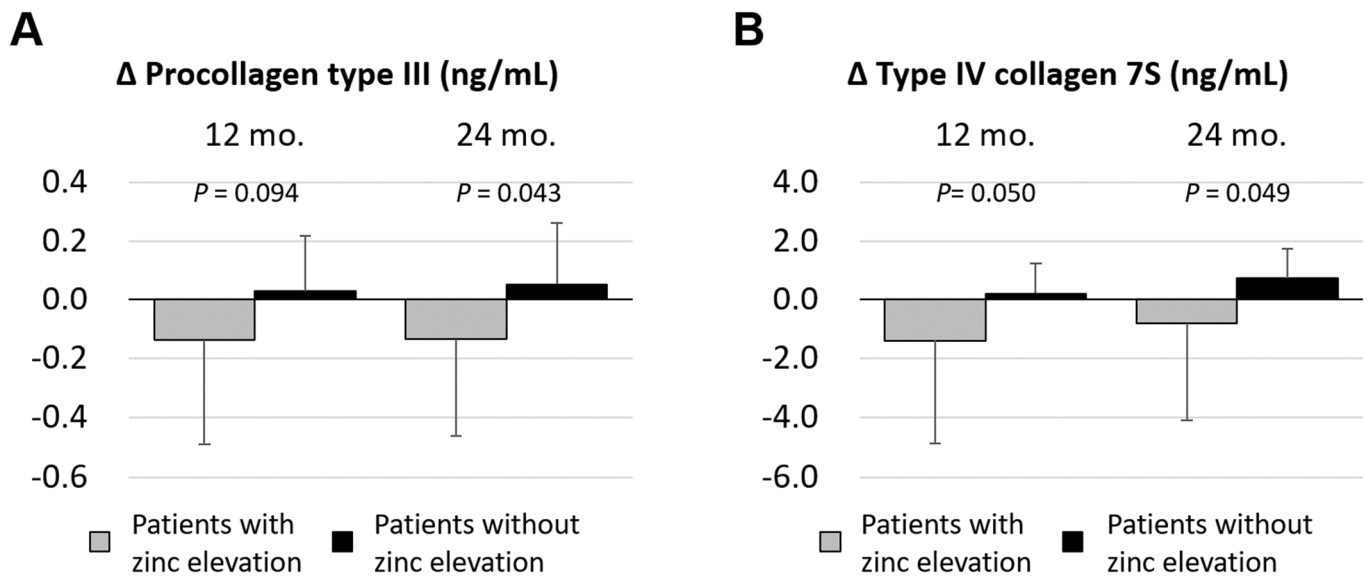 A
Δ Procollagen type III (ng/mL)
12 mo.
24 mo.
P = 0.094
P = 0.043
0.4
0.2
0.0
-0.2
-0.4
-0.6
Patients with
zinc elevation
Patients without
zinc elevation
B
Δ Type IV collagen 7S (ng/mL)
12 mo.
24 mo.
P= 0.050
P = 0.049
4.0
2.0
0.0
-2.0
-4.0
-6.0
Patients with
zinc elevation
Patients without
zinc elevation